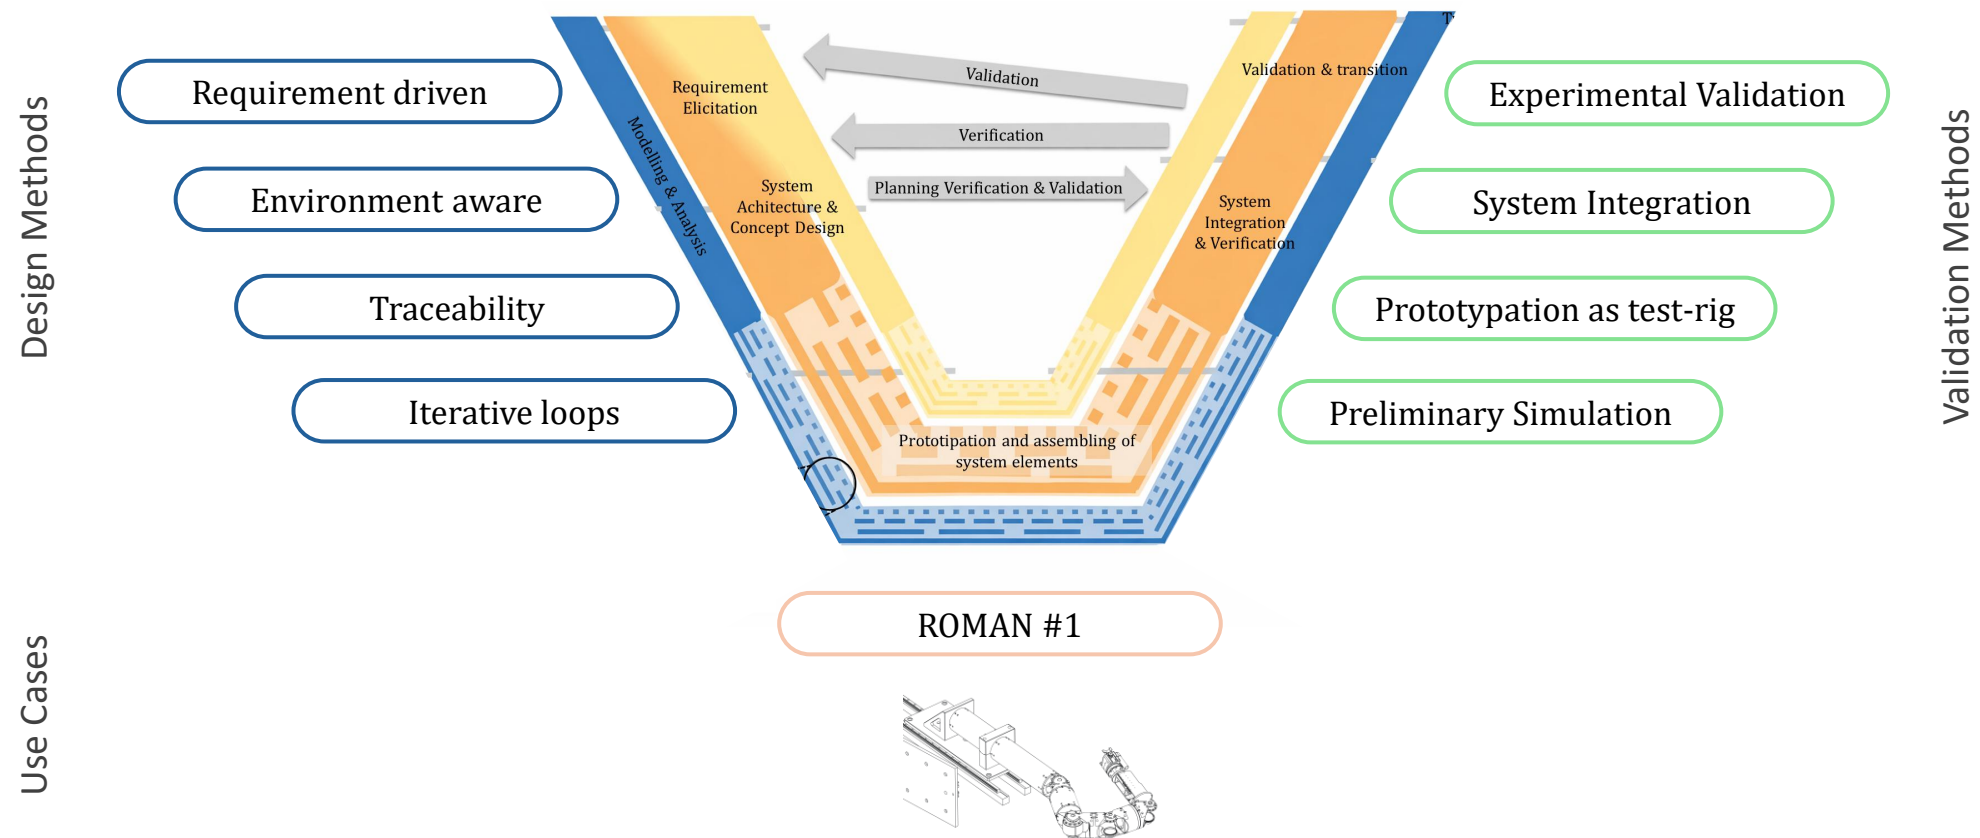 Design Methods
Requirement driven
Environment aware
Traceability
Iterative loops
Modelling & Analysis
Requirement
Elicitation
System
Achitecture &
Concept Design
Validation
Verification
Planning Verification & Validation
Validation & transition
System
Integration
& Verification
Prototipation and assembling of
system elements
T
Experimental Validation
System Integration
Prototypation as test-rig
Preliminary Simulation
Validation Methods
Use Cases
ROMAN #1